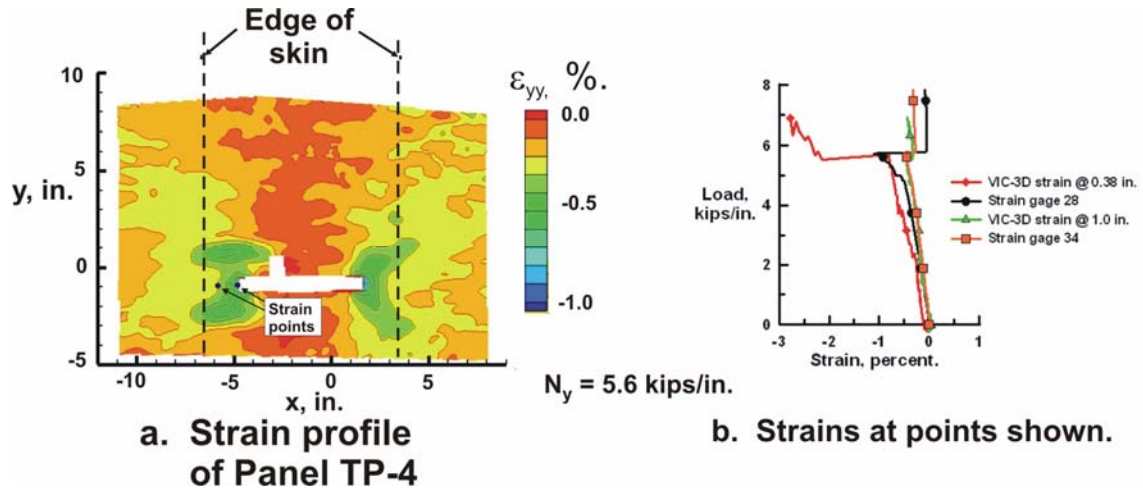 Edge of
skin
10
5
0
-5
y, in.
-10
-5
0
5
x, in.
Strain
points
εyy, %.
0.0
-0.5
-1.0
Ny = 5.6 kips/in.
a. Strain profile
of Panel TP-4
8
6
4
2
0
Load,
kips/in.
-3
-2
-1
0
1
Strain, percent.
VIC-3D strain @ 0.38 in.
Strain gage 28
VIC-3D strain @ 1.0 in.
Strain gage 34
b. Strains at points shown.